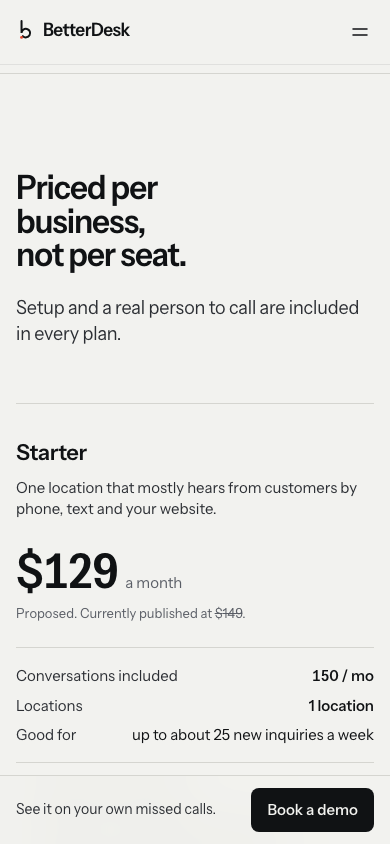 BetterDesk
Priced per
business,
not per seat.
Setup and a real person to call are included
in every plan.
Starter
One location that mostly hears from customers by
phone, text and your website.
$129 a month
Proposed. Currently published at $149.
Conversations included 150 / mo
Locations 1 location
Good for up to about 25 new inquiries a week
See it on your own missed calls. Book a demo